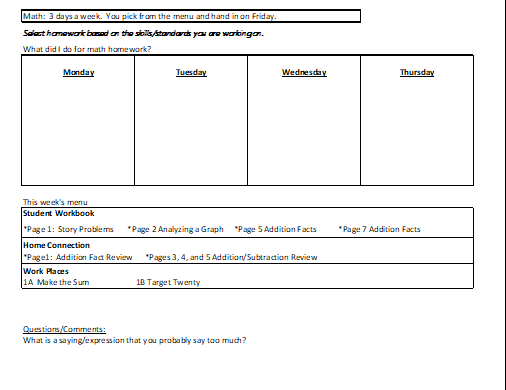 Math: 3 days a week. You pick from the menu and hand in on Friday.
Select homework based on the skills/standards you are working on.
What did I do for math homework?
Monday Tuesday Wednesday Thursday
This week's menu
Student Workbook
*Page 1: Story Problems *Page 2 Analyzing a Graph *Page 5 Addition Facts *Page 7 Addition Facts
Home Connection
*Page1: Addition Fact Review *Pages 3, 4, and 5 Addition/Subtraction Review
Work Places
1A Make the Sum 1B Target Twenty
Questions/Comments:
What is a saying/expression that you probably say too much?